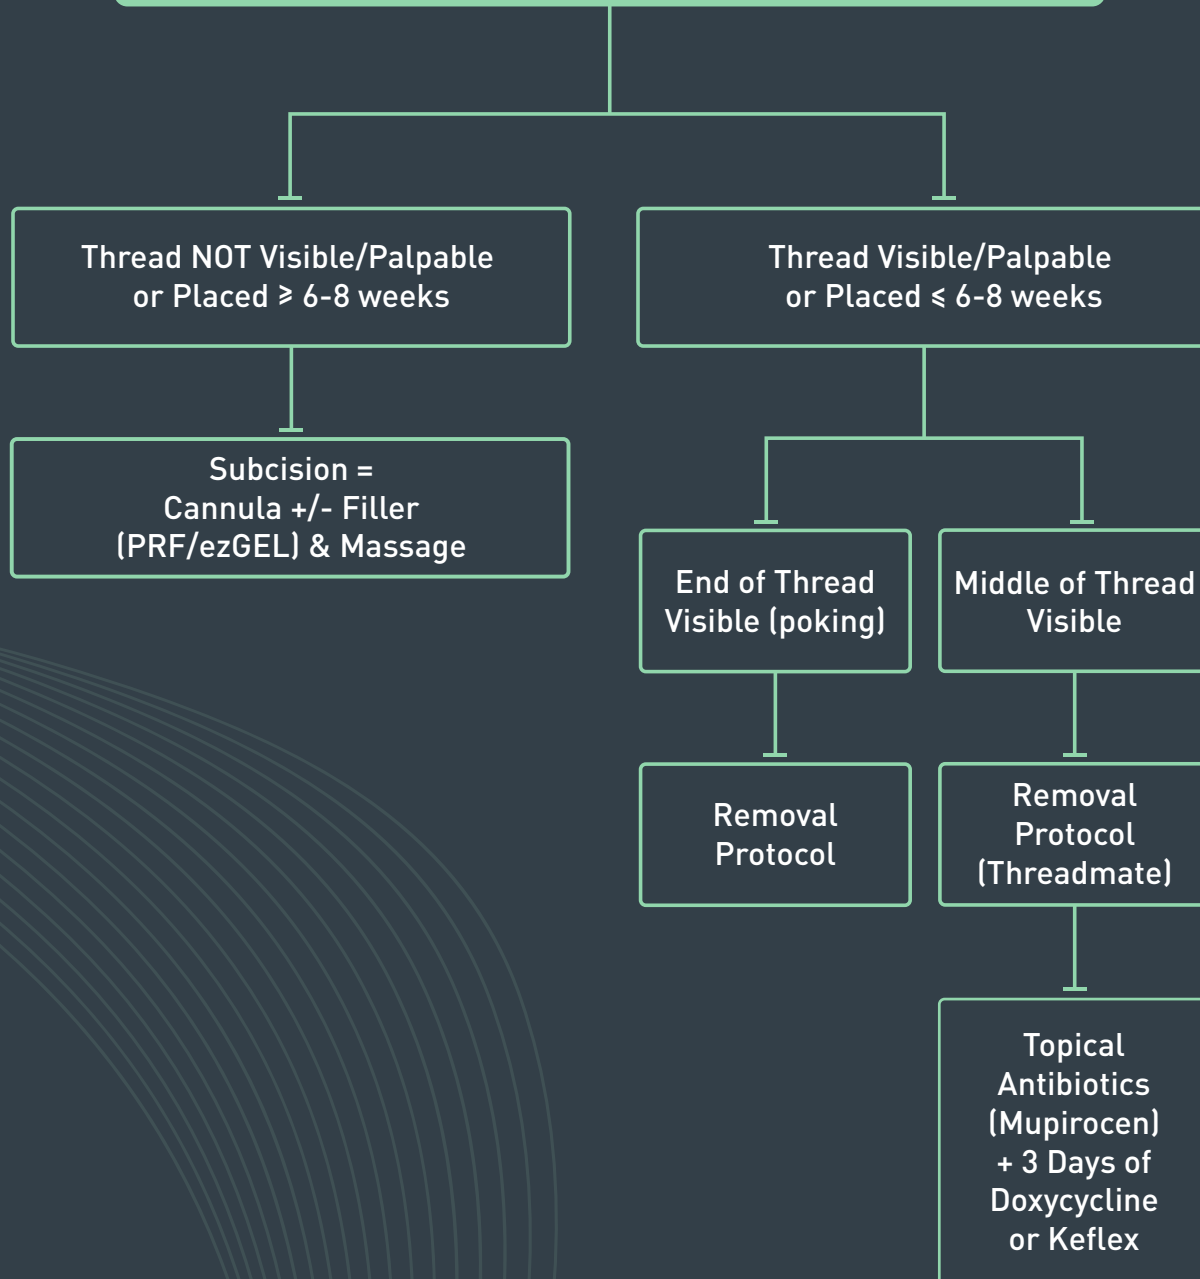 Thread NOT Visible/Palpable
or Placed ⩾ 6-8 weeks
Thread Visible/Palpable
or Placed ⩽ 6-8 weeks
Subcision =
Cannula +/- Filler
(PRF/ezGEL) & Massage
End of Thread
Visible (poking)
Middle of Thread
Visible
Removal
Protocol
Removal
Protocol
(Threadmate)
Topical
Antibiotics
(Mupirocen)
+ 3 Days of
Doxycycline
or Keflex